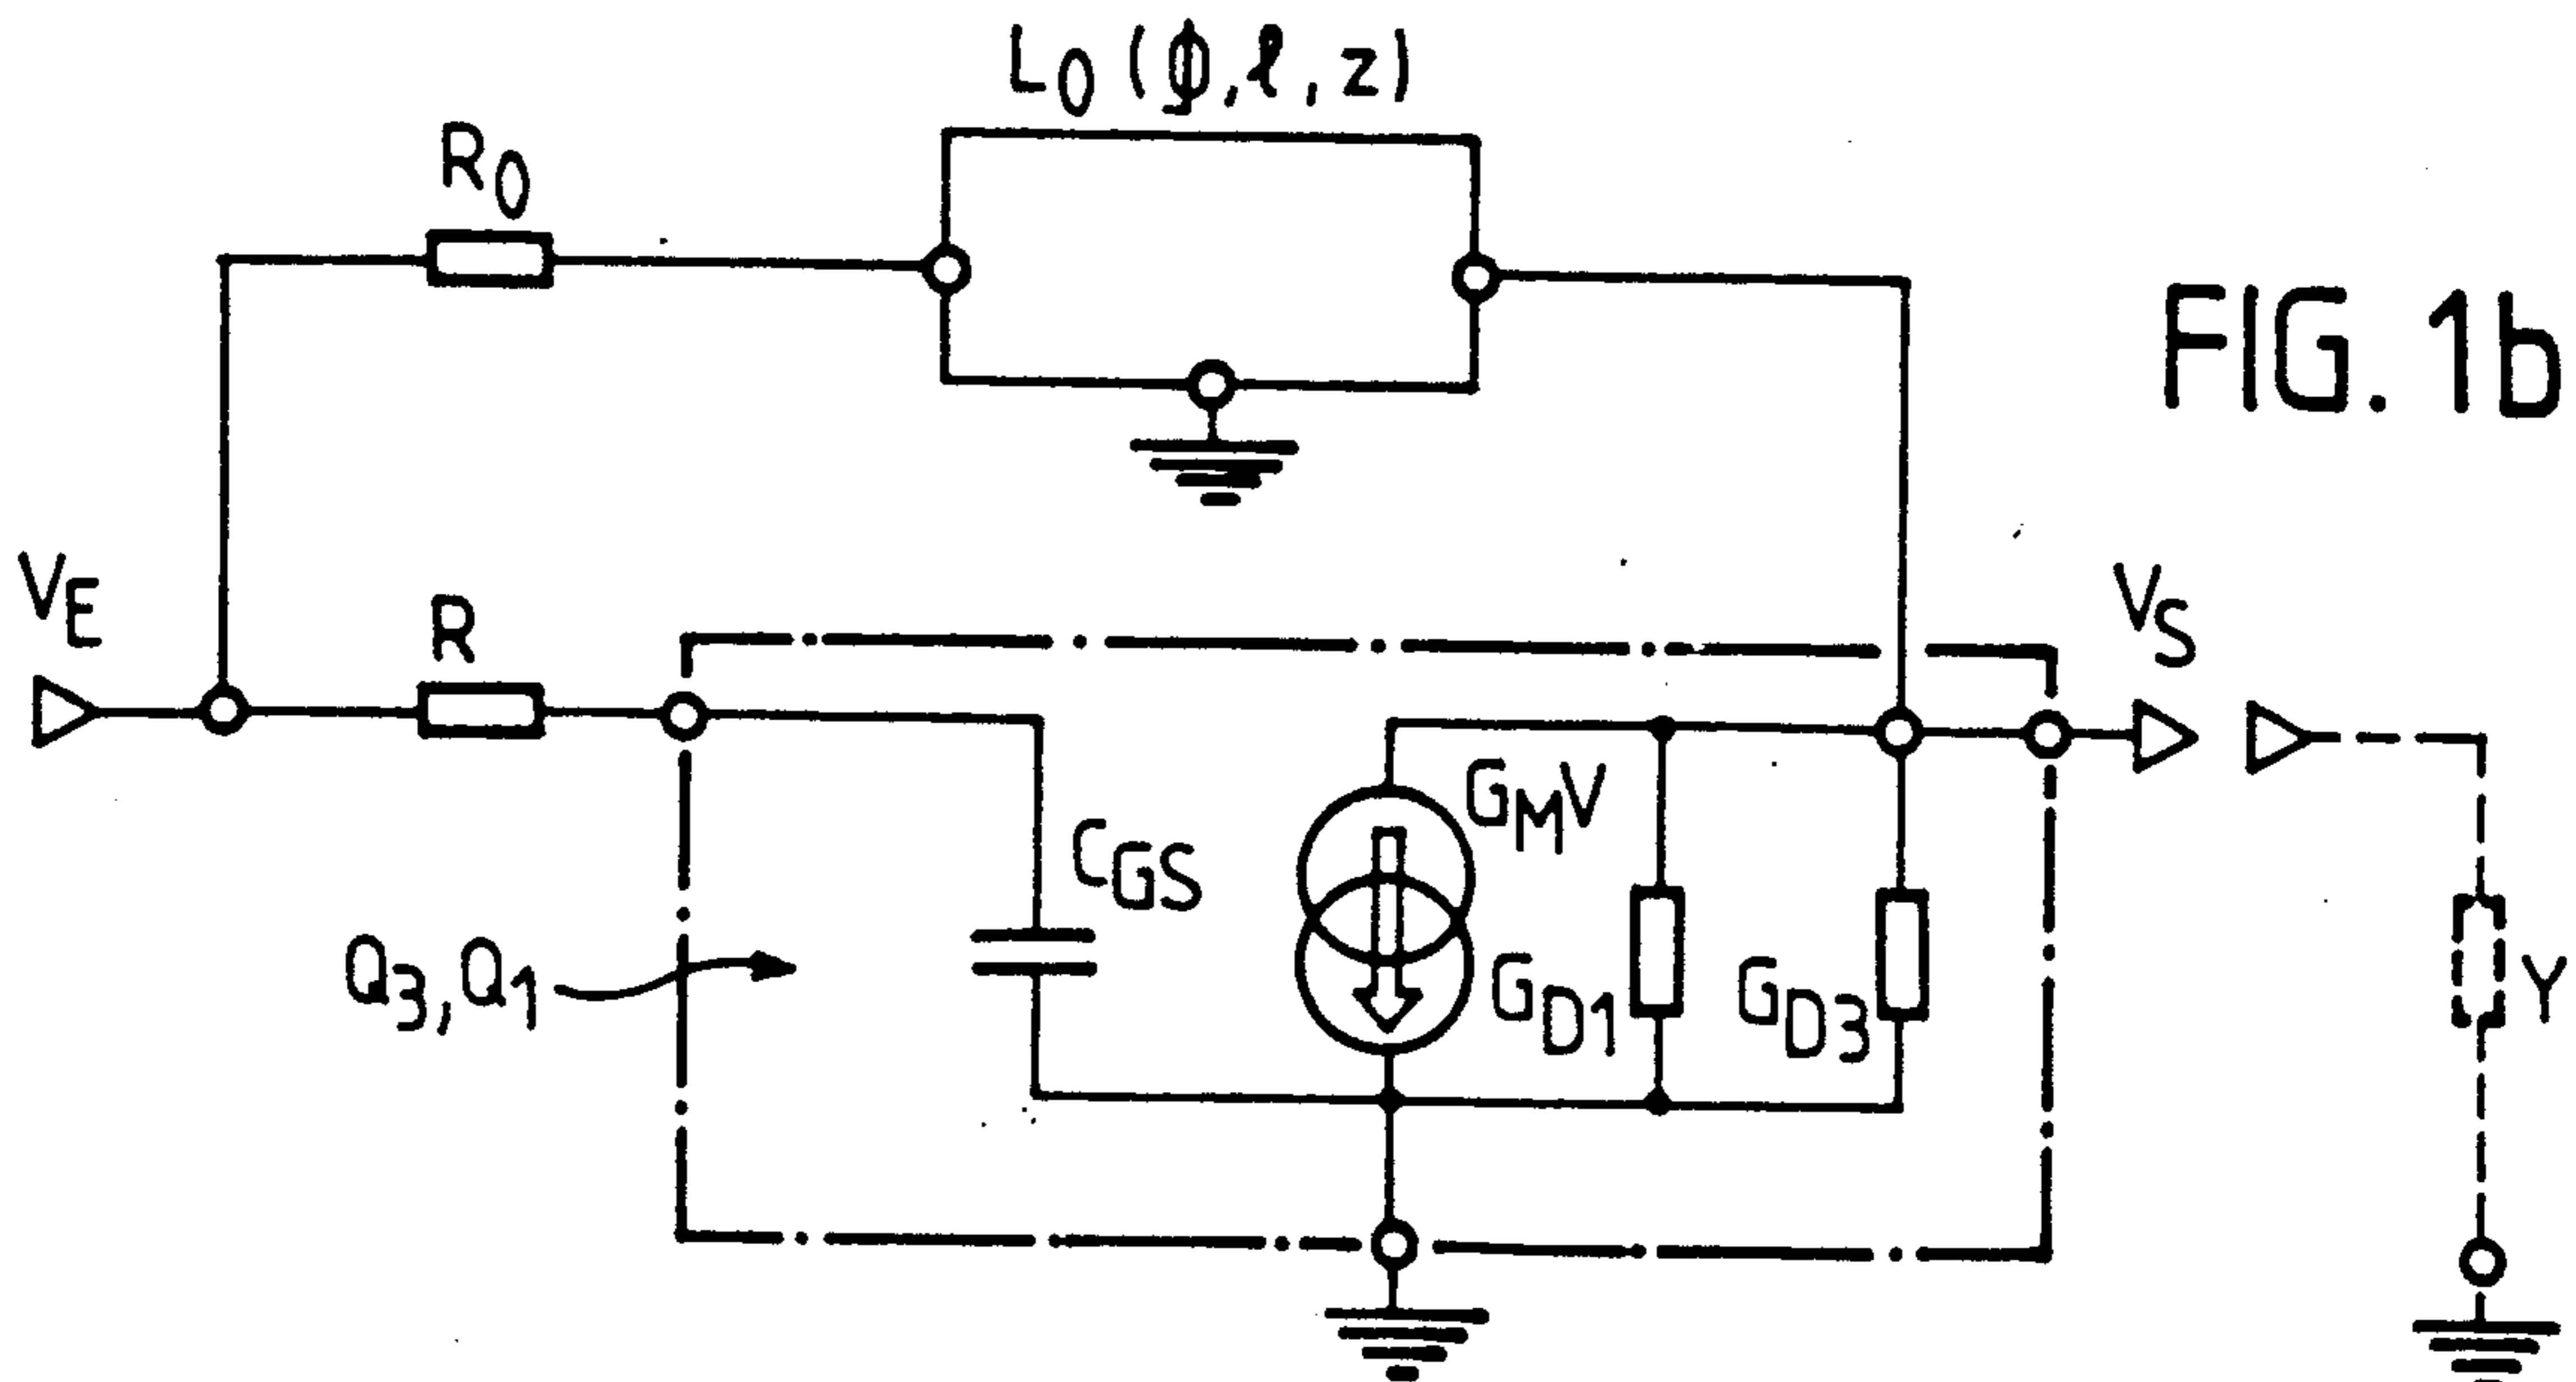 L0 (ϕ, ℓ, z)
R0
FIG. 1b
VE
R
VS
GMV
CGS
Q3, Q1
GD1
GD3
Y